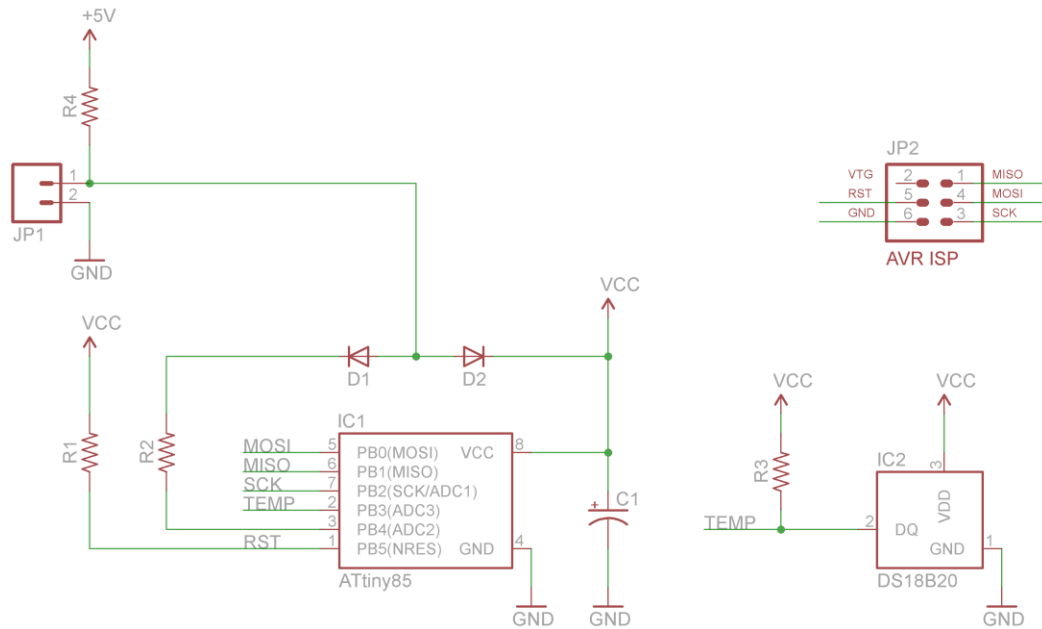 +5V
R4
1
2
JP1
GND
JP2
VTG 2 1 MISO
RST 5 4 MOSI
GND 6 3 SCK
AVR ISP
VCC
R1
R2
D1
D2
VCC
IC1
MOSI 5 PB0(MOSI) VCC 8
MISO 6 PB1(MISO)
SCK 7 PB2(SCK/ADC1)
TEMP 2 PB3(ADC3)
3 PB4(ADC2)
RST 1 PB5(NRES) GND 4
ATtiny85
GND
+
C1
GND
VCC
R3
TEMP
VCC
IC2
3
VDD
2 DQ
GND 1
DS18B20
GND